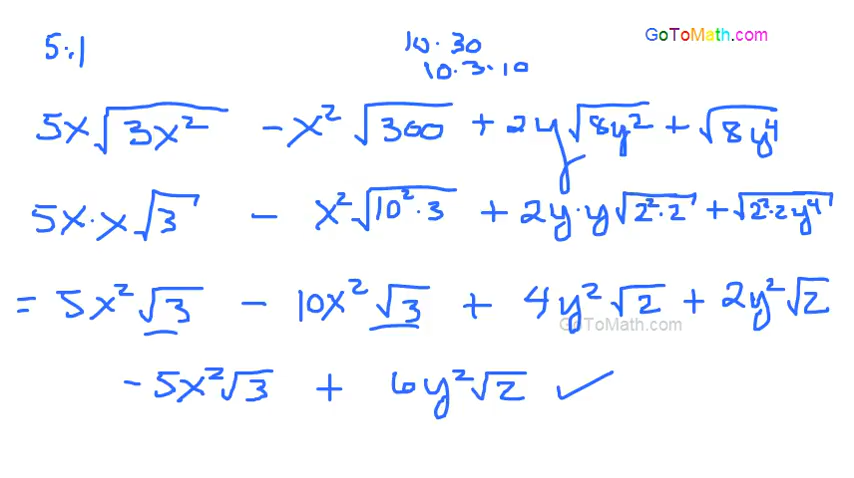 5.1
10 · 30
GoToMath.com
10 · 3 · 10
5x√3x² - x²√300 + 2y√8y² + √8y⁴
5x · x√3 - x²√10² · 3 + 2y · y√2² · 2 + √2² · 2y⁴
= 5x²√3 - 10x²√3 + 4y²√2 + 2y²√2
GoToMath.com
- 5x²√3 + 6y²√2 ✓